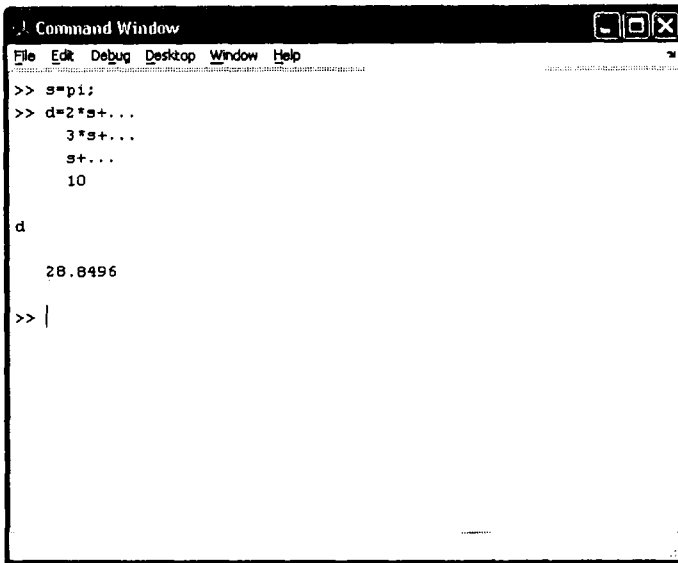 Command Window
File Edit Debug Desktop Window Help
>> s=pi;
>> d=2*s+...
3*s+...
s+...
10
d
28.8496
>>